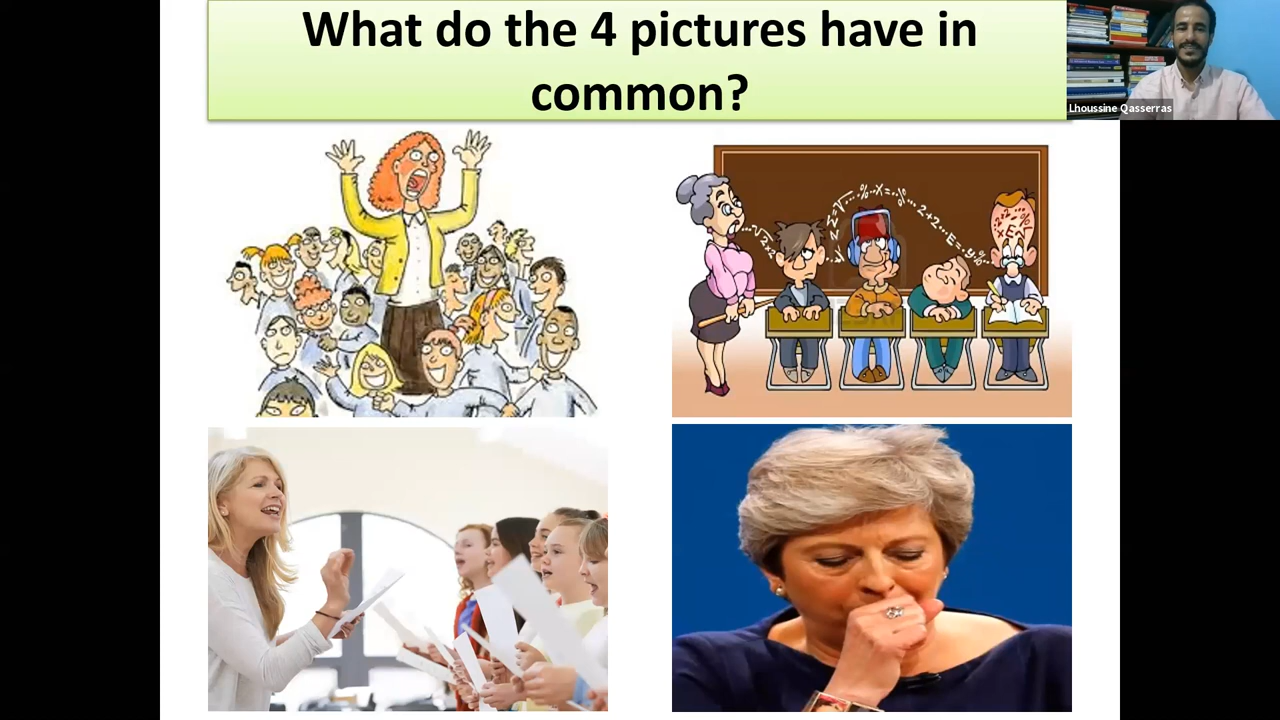 What do the 4 pictures have in
common?
Lhoussine Qasserras